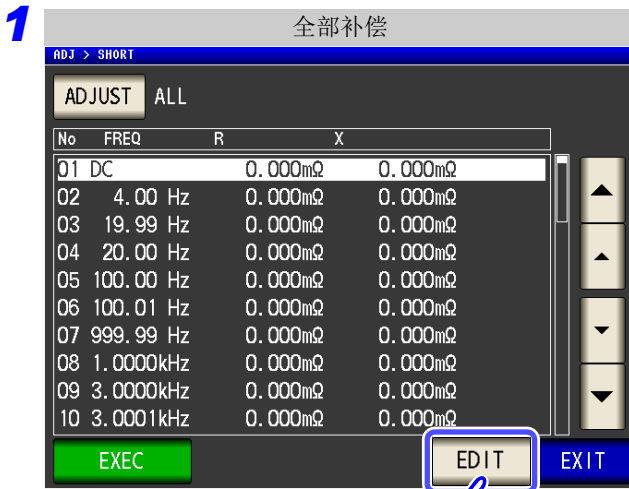 1
全部补偿
ADJ > SHORT
ADJUST ALL
No FREQ R X
01 DC 0.000mΩ 0.000mΩ
02 4.00 Hz 0.000mΩ 0.000mΩ
03 19.99 Hz 0.000mΩ 0.000mΩ
04 20.00 Hz 0.000mΩ 0.000mΩ
05 100.00 Hz 0.000mΩ 0.000mΩ
06 100.01 Hz 0.000mΩ 0.000mΩ
07 999.99 Hz 0.000mΩ 0.000mΩ
08 1.0000kHz 0.000mΩ 0.000mΩ
09 3.0000kHz 0.000mΩ 0.000mΩ
10 3.0001kHz 0.000mΩ 0.000mΩ
EXEC EDIT EXIT